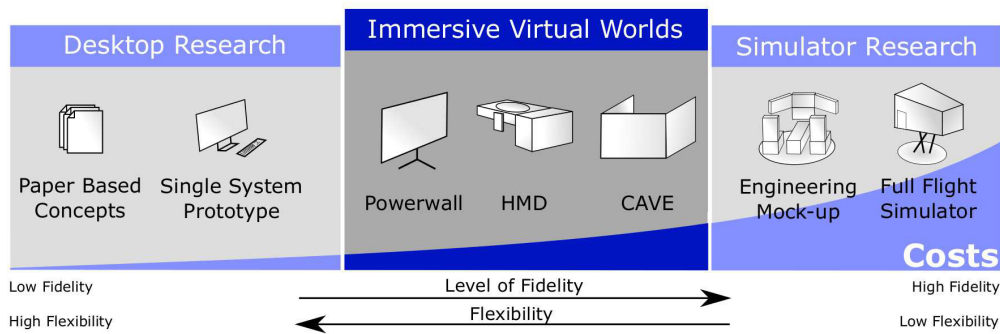 Desktop Research
Immersive Virtual Worlds
Simulator Research
Paper Based
Concepts
Single System
Prototype
Powerwall
HMD
CAVE
Engineering
Mock-up
Full Flight
Simulator
Costs
Low Fidelity
Level of Fidelity
High Fidelity
High Flexibility
Flexibility
Low Flexibility